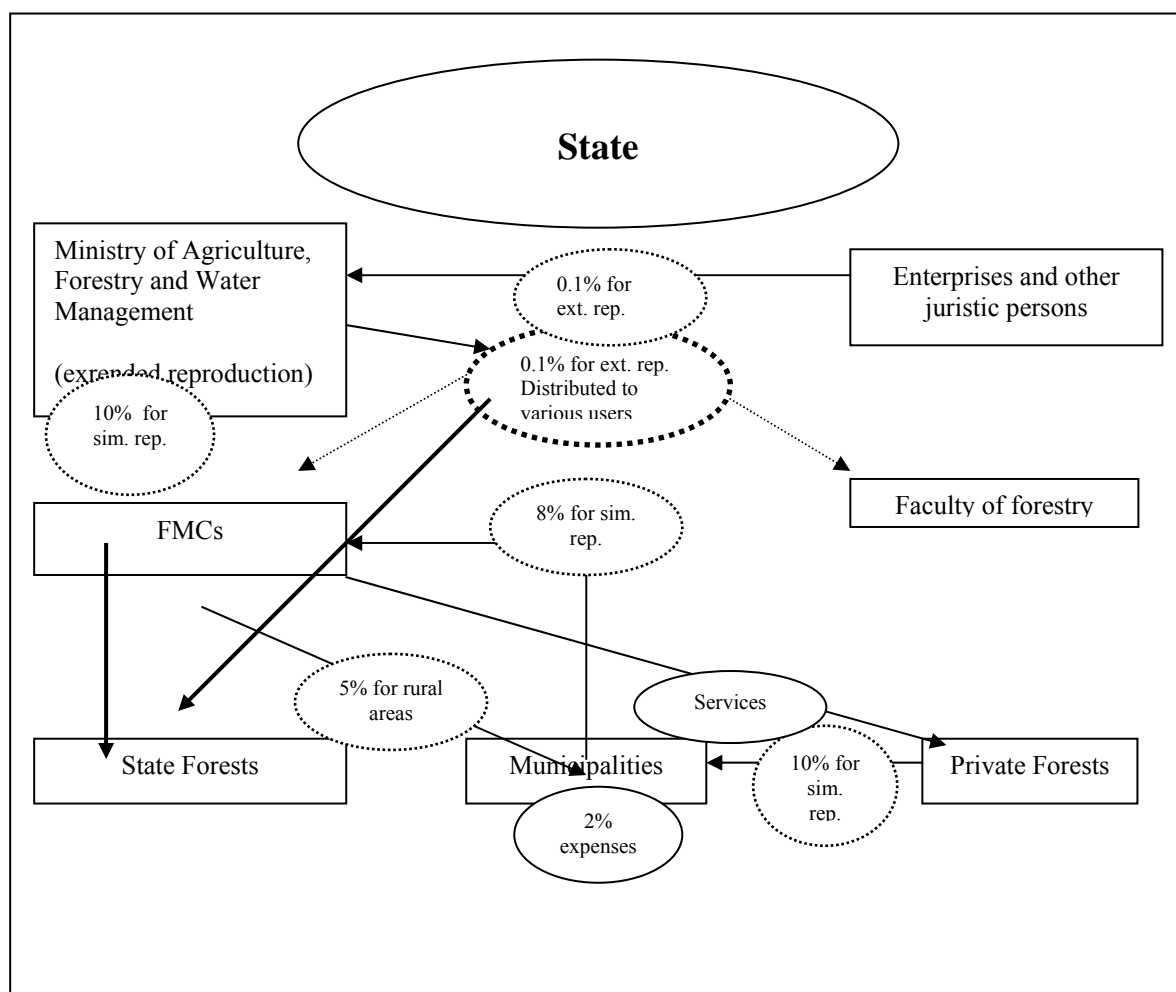 State
Ministry of Agriculture,
Forestry and Water
Management
(exrended reproduction)
0.1% for
ext. rep.
Enterprises and other
juristic persons
0.1% for ext. rep.
Distributed to
various users
10% for
sim. rep.
FMCs
8% for sim.
rep.
Faculty of forestry
5% for rural
areas
Services
State Forests
Municipalities
10% for
sim.
rep.
Private Forests
2%
expenses